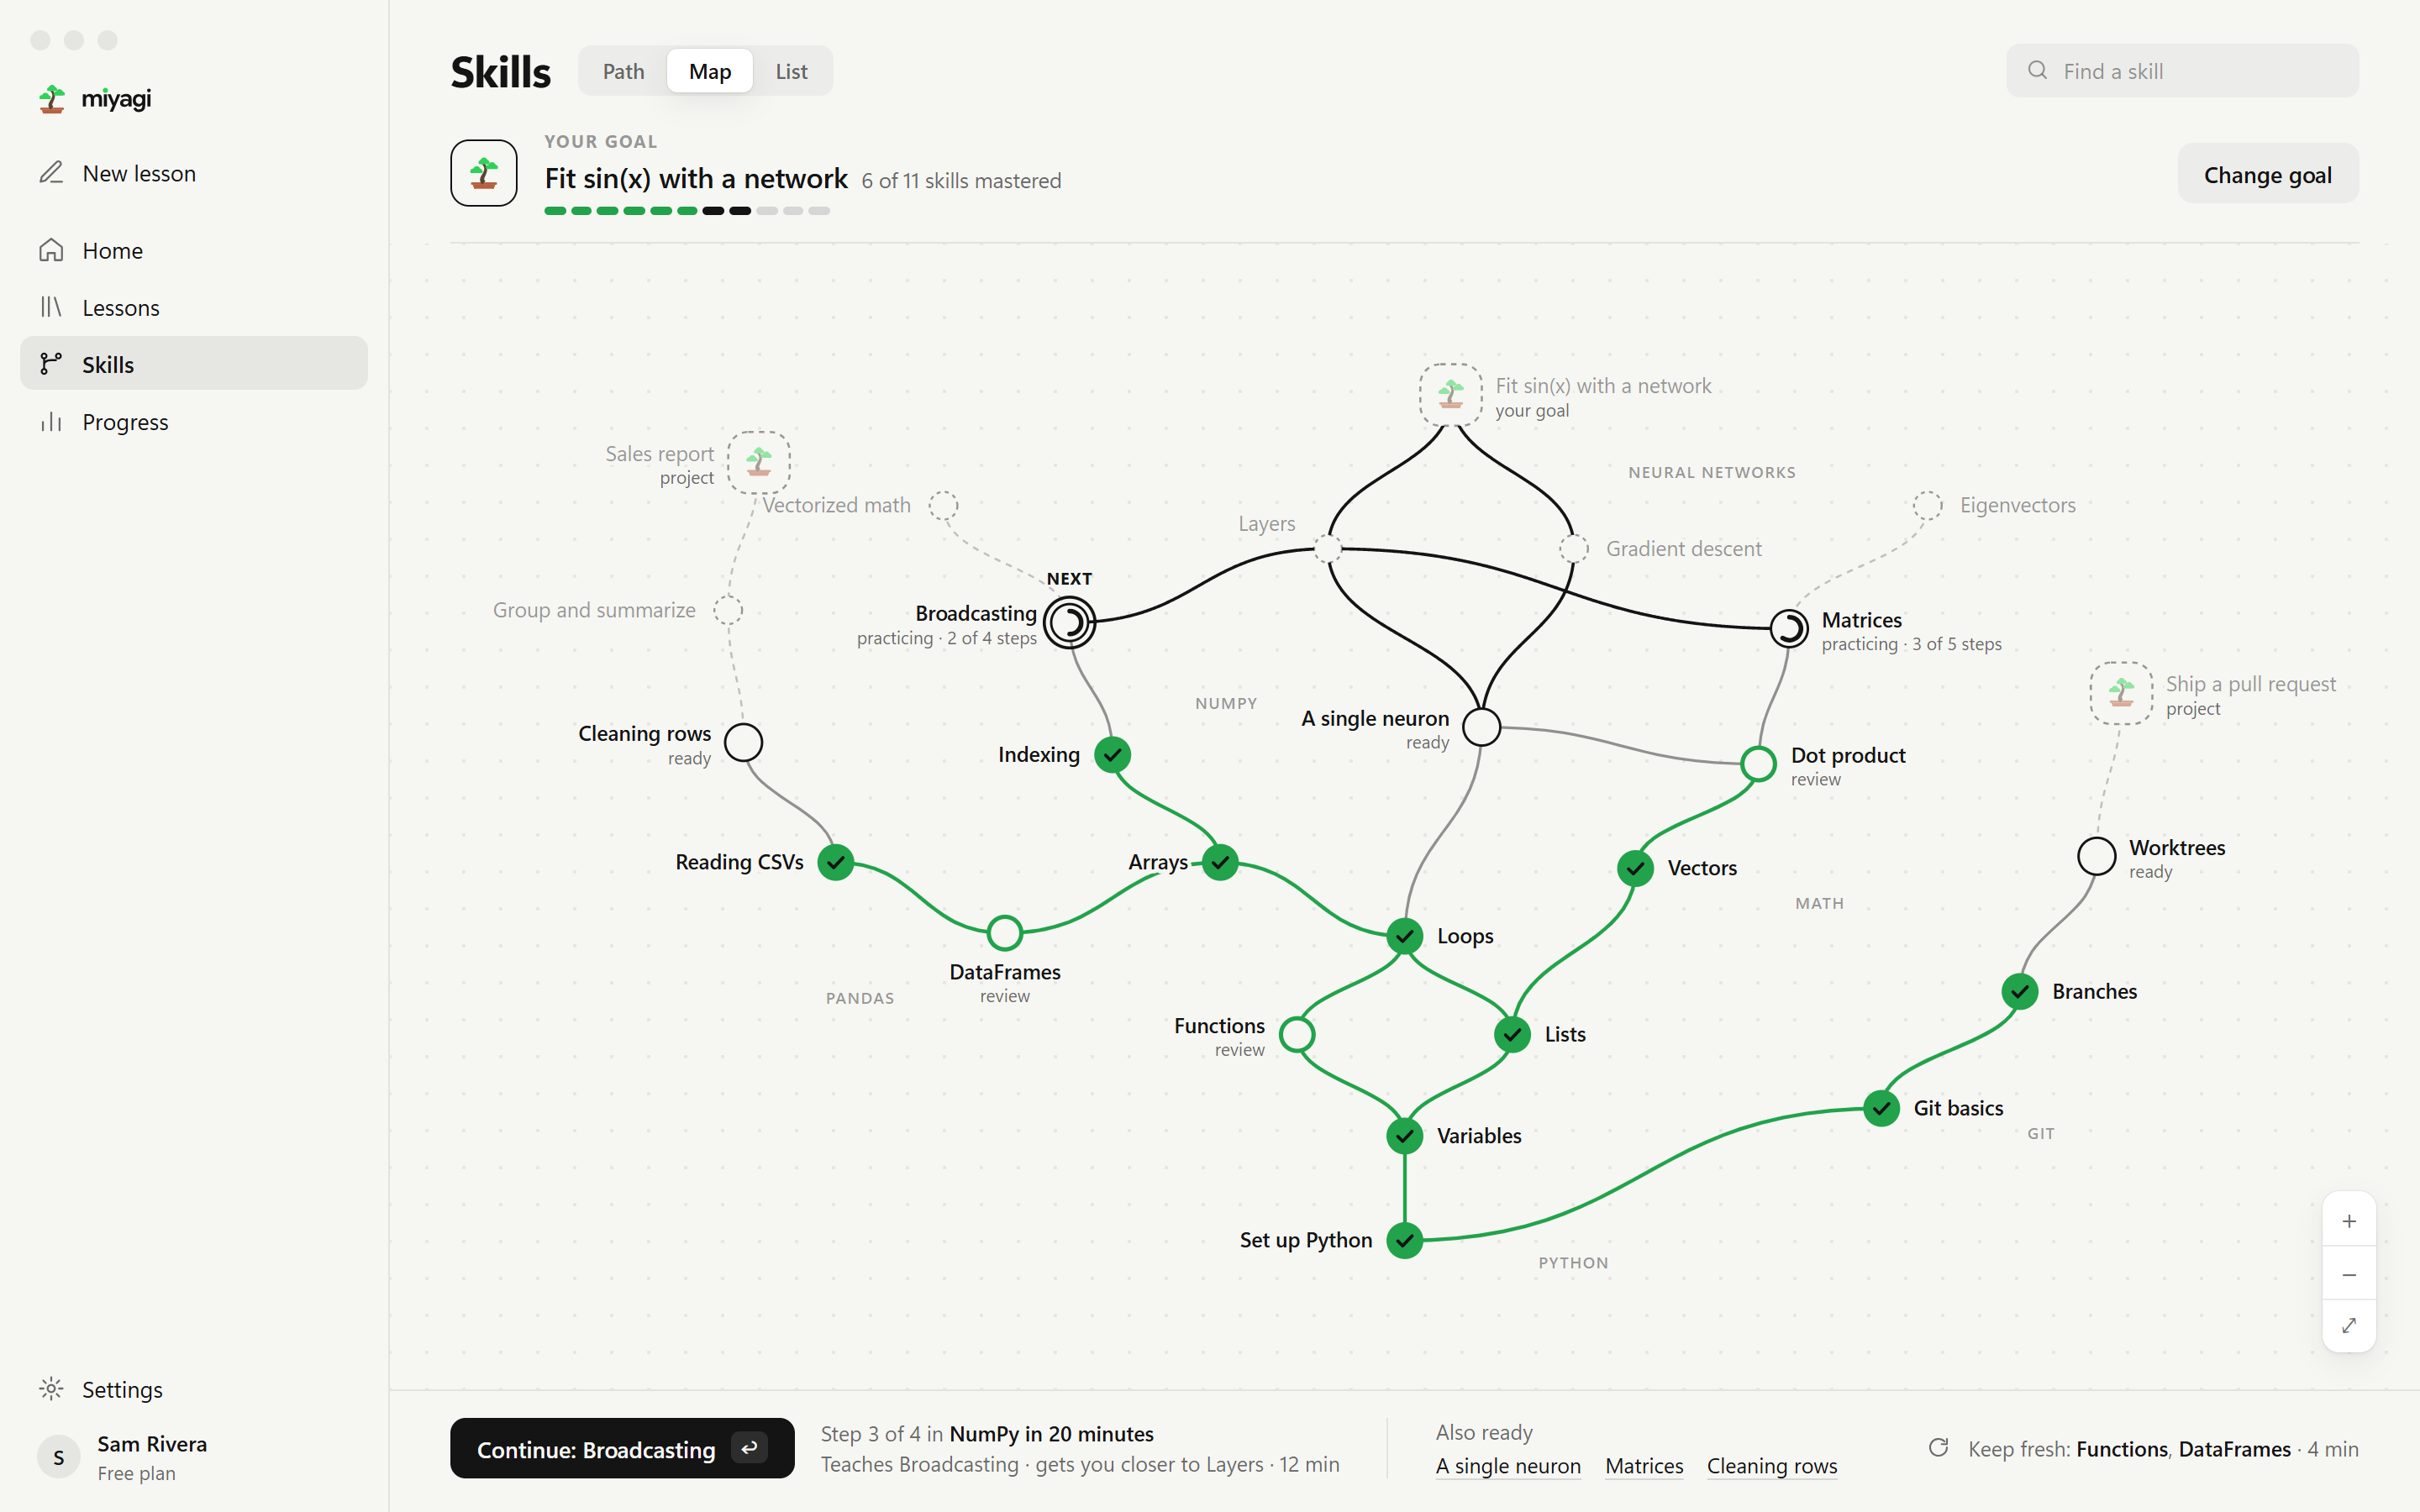 miyagi
New lesson
Home
Lessons
Skills
Progress
Settings
S
Sam Rivera
Free plan
Skills
Path
Map
List
Find a skill
YOUR GOAL
Fit sin(x) with a network 6 of 11 skills mastered
Change goal
Fit sin(x) with a network
your goal
Sales report
project
NEURAL NETWORKS
Vectorized math
Eigenvectors
Layers
Gradient descent
NEXT
Group and summarize
Broadcasting
practicing · 2 of 4 steps
Matrices
practicing · 3 of 5 steps
Ship a pull request
project
NUMPY
A single neuron
ready
Cleaning rows
ready
Indexing
Dot product
review
Reading CSVs
Arrays
Vectors
Worktrees
ready
MATH
Loops
DataFrames
review
PANDAS
Branches
Functions
review
Lists
Git basics
GIT
Variables
Set up Python
PYTHON
+
−
Continue: Broadcasting
Step 3 of 4 in NumPy in 20 minutes
Teaches Broadcasting · gets you closer to Layers · 12 min
Also ready
A single neuron Matrices Cleaning rows
Keep fresh: Functions, DataFrames · 4 min